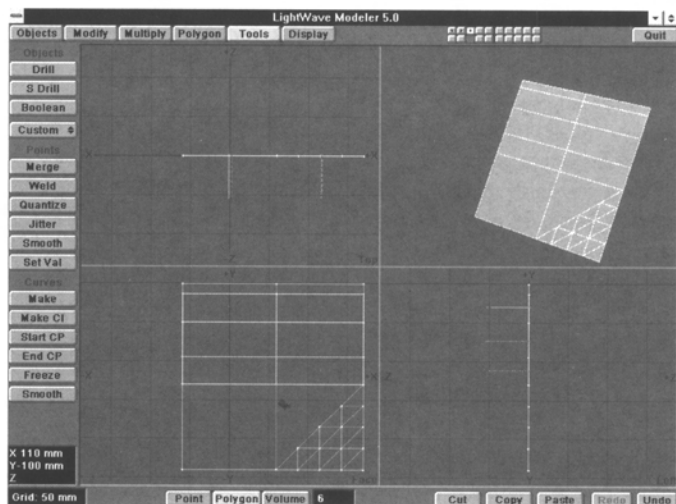 LightWave Modeler 5.0
Objects Modify Multiply Polygon Tools Display Quit
Objects
Drill
S Drill
Boolean
Custom
Points
Merge
Weld
Quantize
Jitter
Smooth
Set Val
Curves
Make
Make Cl
Start CP
End CP
Freeze
Smooth
X 110 mm
Y-100 mm
Z
Grid: 50 mm
Point Polygon Volume 6
Cut Copy Paste Redo Undo
Top